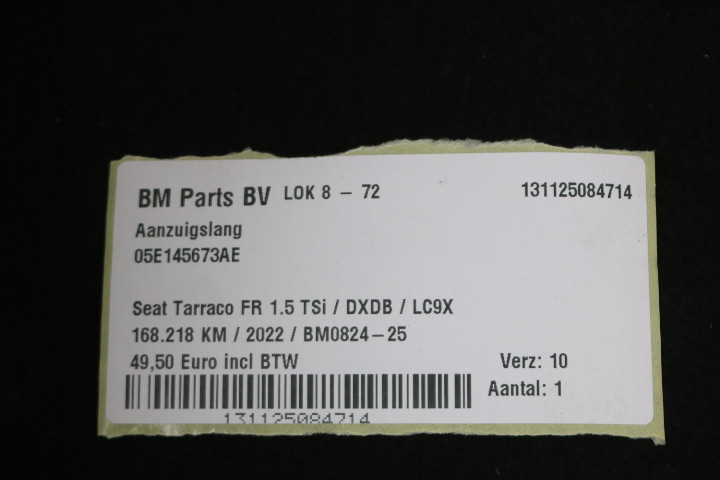 BM Parts BV LOK 8 - 72 131125084714
Aanzuigslang
05E145673AE
Seat Tarraco FR 1.5 TSi / DXDB / LC9X
168.218 KM / 2022 / BM0824-25
49,50 Euro incl BTW Verz: 10
Aantal: 1
131125084714